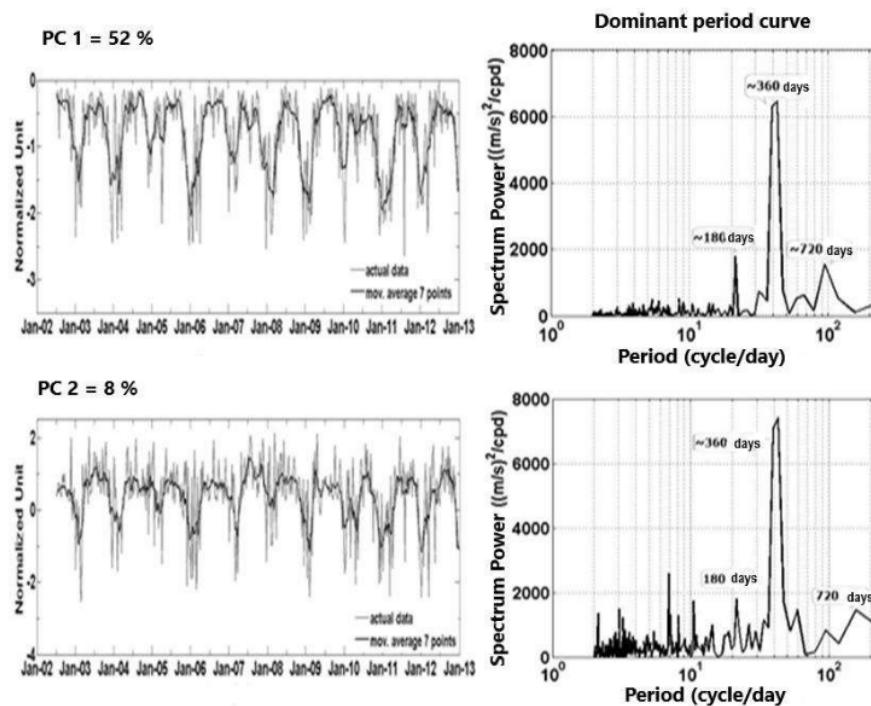 PC 1 = 52 %
Normalized Unit
0
-1
-2
-3
actual data
mov. average 7 points
Jan-02 Jan-03 Jan-04 Jan-05 Jan-06 Jan-07 Jan-08 Jan-09 Jan-10 Jan-11 Jan-12 Jan-13
Dominant period curve
Spectrum Power ((m/s)²/cpd)
8000
6000
4000
2000
0
~360 days
~180 days
~720 days
10⁰ 10¹ 10²
Period (cycle/day)
PC 2 = 8 %
Normalized Unit
2
0
-2
-4
actual data
mov. average 7 points
Jan-02 Jan-03 Jan-04 Jan-05 Jan-06 Jan-07 Jan-08 Jan-09 Jan-10 Jan-11 Jan-12 Jan-13
Spectrum Power ((m/s)²/cpd)
8000
6000
4000
2000
0
~360 days
180 days
720 days
10⁰ 10¹ 10²
Period (cycle/day